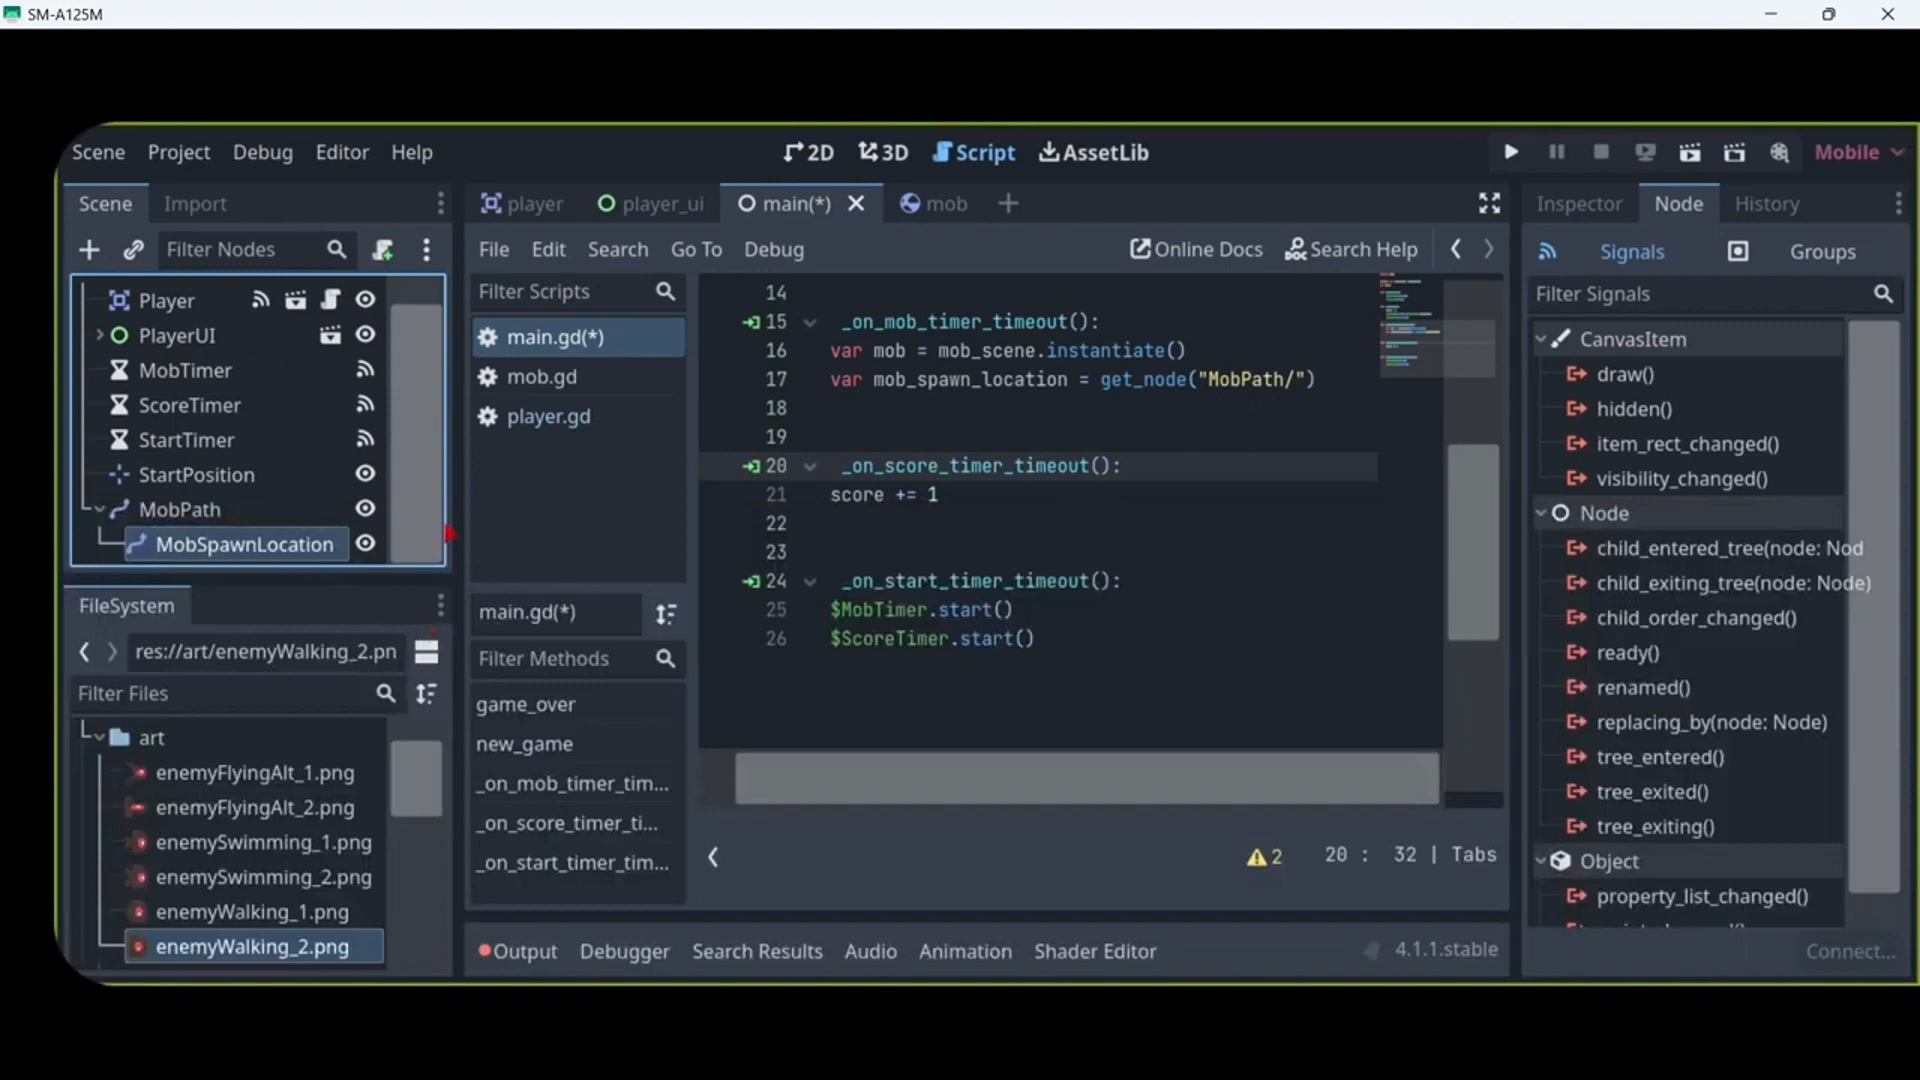 SM-A125M
Scene Project Debug Editor Help
2D 3D Script AssetLib
Mobile
Scene Import
Filter Nodes
Player
PlayerUI
MobTimer
ScoreTimer
StartTimer
StartPosition
MobPath
MobSpawnLocation
FileSystem
res://art/enemyWalking_2.pn
Filter Files
art
enemyFlyingAlt_1.png
enemyFlyingAlt_2.png
enemySwimming_1.png
enemySwimming_2.png
enemyWalking_1.png
enemyWalking_2.png
player player_ui main(*) mob
File Edit Search Go To Debug Online Docs Search Help
Filter Scripts
main.gd(*)
mob.gd
player.gd
main.gd(*)
Filter Methods
game_over
new_game
_on_mob_timer_tim...
_on_score_timer_ti...
_on_start_timer_tim...
14
15 _on_mob_timer_timeout():
16 var mob = mob_scene.instantiate()
17 var mob_spawn_location = get_node("MobPath/")
18
19
20 _on_score_timer_timeout():
21 score += 1
22
23
24 _on_start_timer_timeout():
25 $MobTimer.start()
26 $ScoreTimer.start()
2 20 : 32 | Tabs
Output Debugger Search Results Audio Animation Shader Editor 4.1.1.stable
Inspector Node History
Signals Groups
Filter Signals
CanvasItem
draw()
hidden()
item_rect_changed()
visibility_changed()
Node
child_entered_tree(node: Nod
child_exiting_tree(node: Node)
child_order_changed()
ready()
renamed()
replacing_by(node: Node)
tree_entered()
tree_exited()
tree_exiting()
Object
property_list_changed()
Connect...